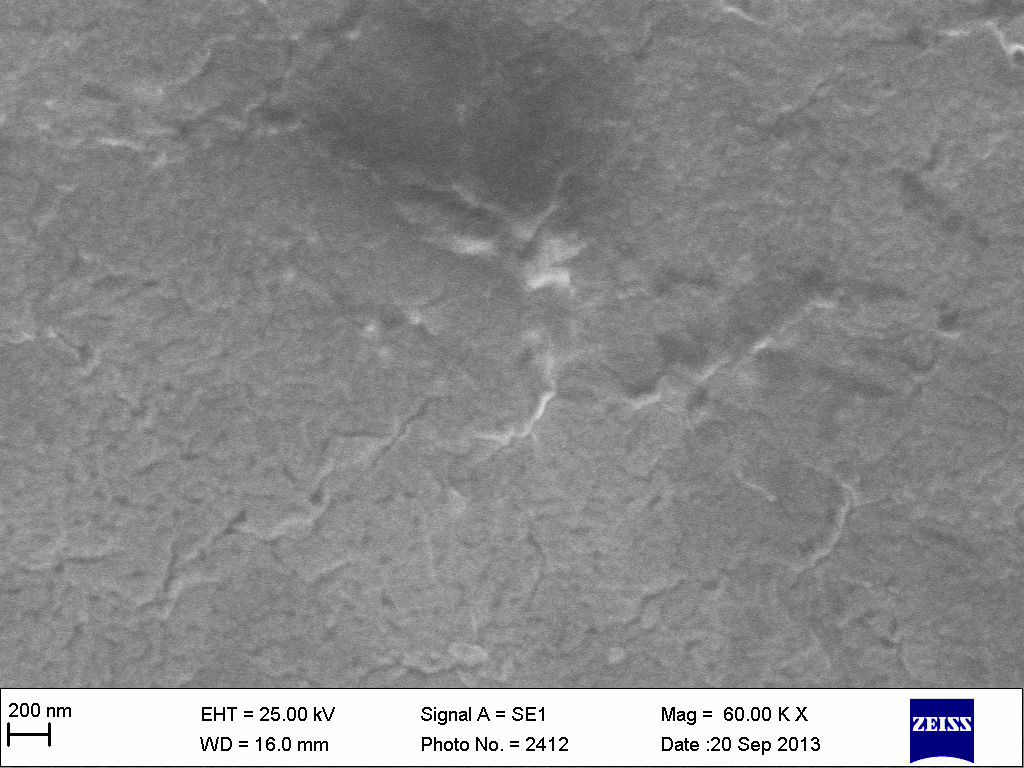 200 nm
EHT = 25.00 kV
WD = 16.0 mm
Signal A = SE1
Photo No. = 2412
Mag = 60.00 K X
Date :20 Sep 2013
ZEISS